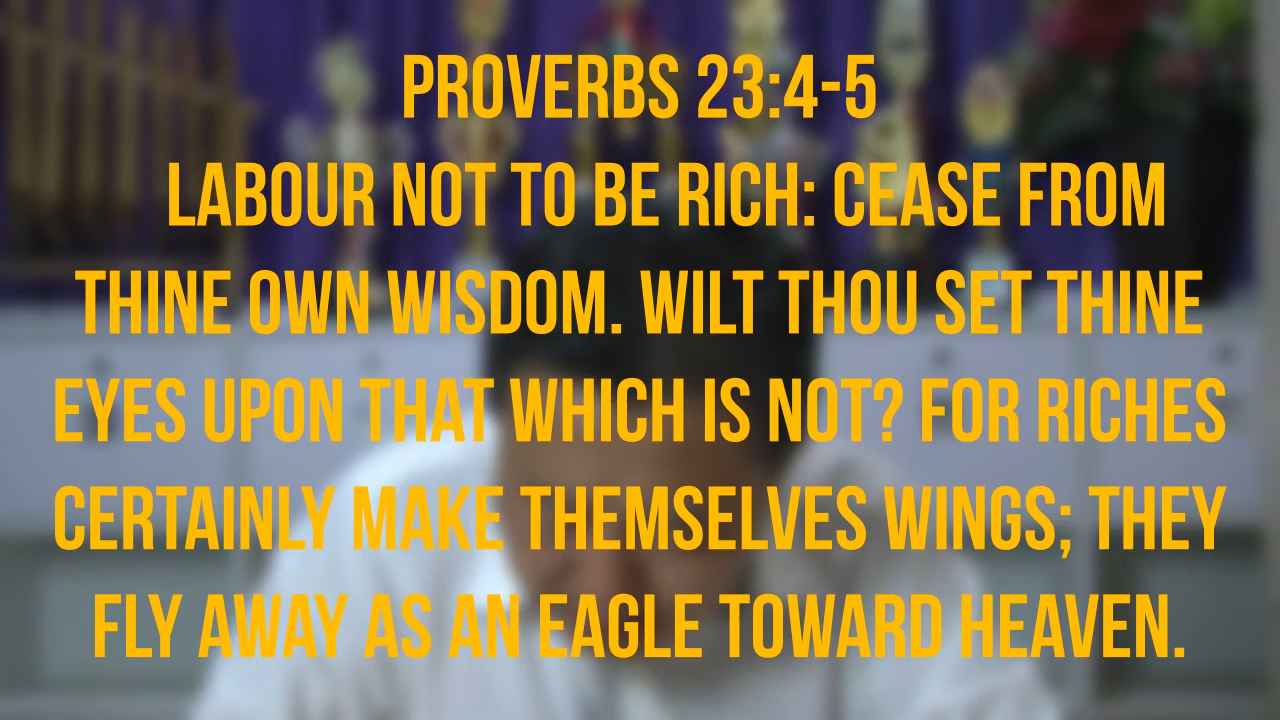 PROVERBS 23:4-5
LABOUR NOT TO BE RICH: CEASE FROM
THINE OWN WISDOM. WILT THOU SET THINE
EYES UPON THAT WHICH IS NOT? FOR RICHES
CERTAINLY MAKE THEMSELVES WINGS; THEY
FLY AWAY AS AN EAGLE TOWARD HEAVEN.